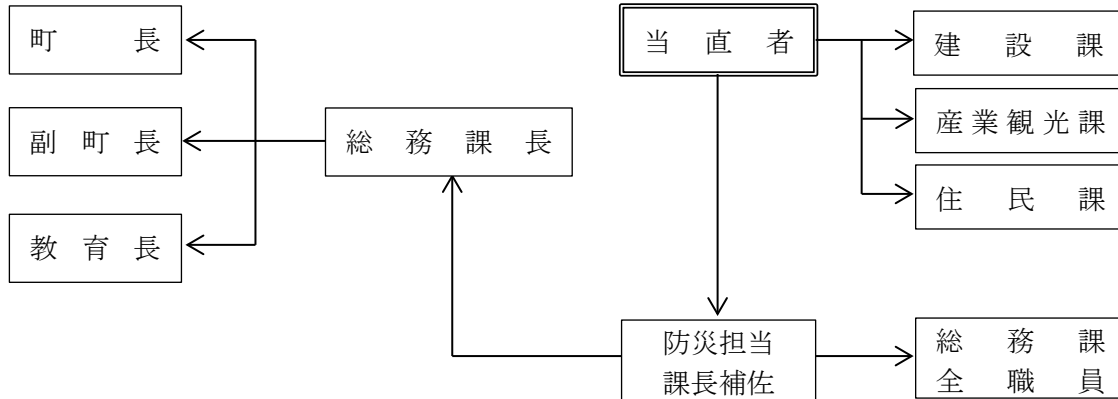 町長
当直者
建設課
副町長
総務課長
産業観光課
住民課
教育長
防災担当
課長補佐
総務課
全職員